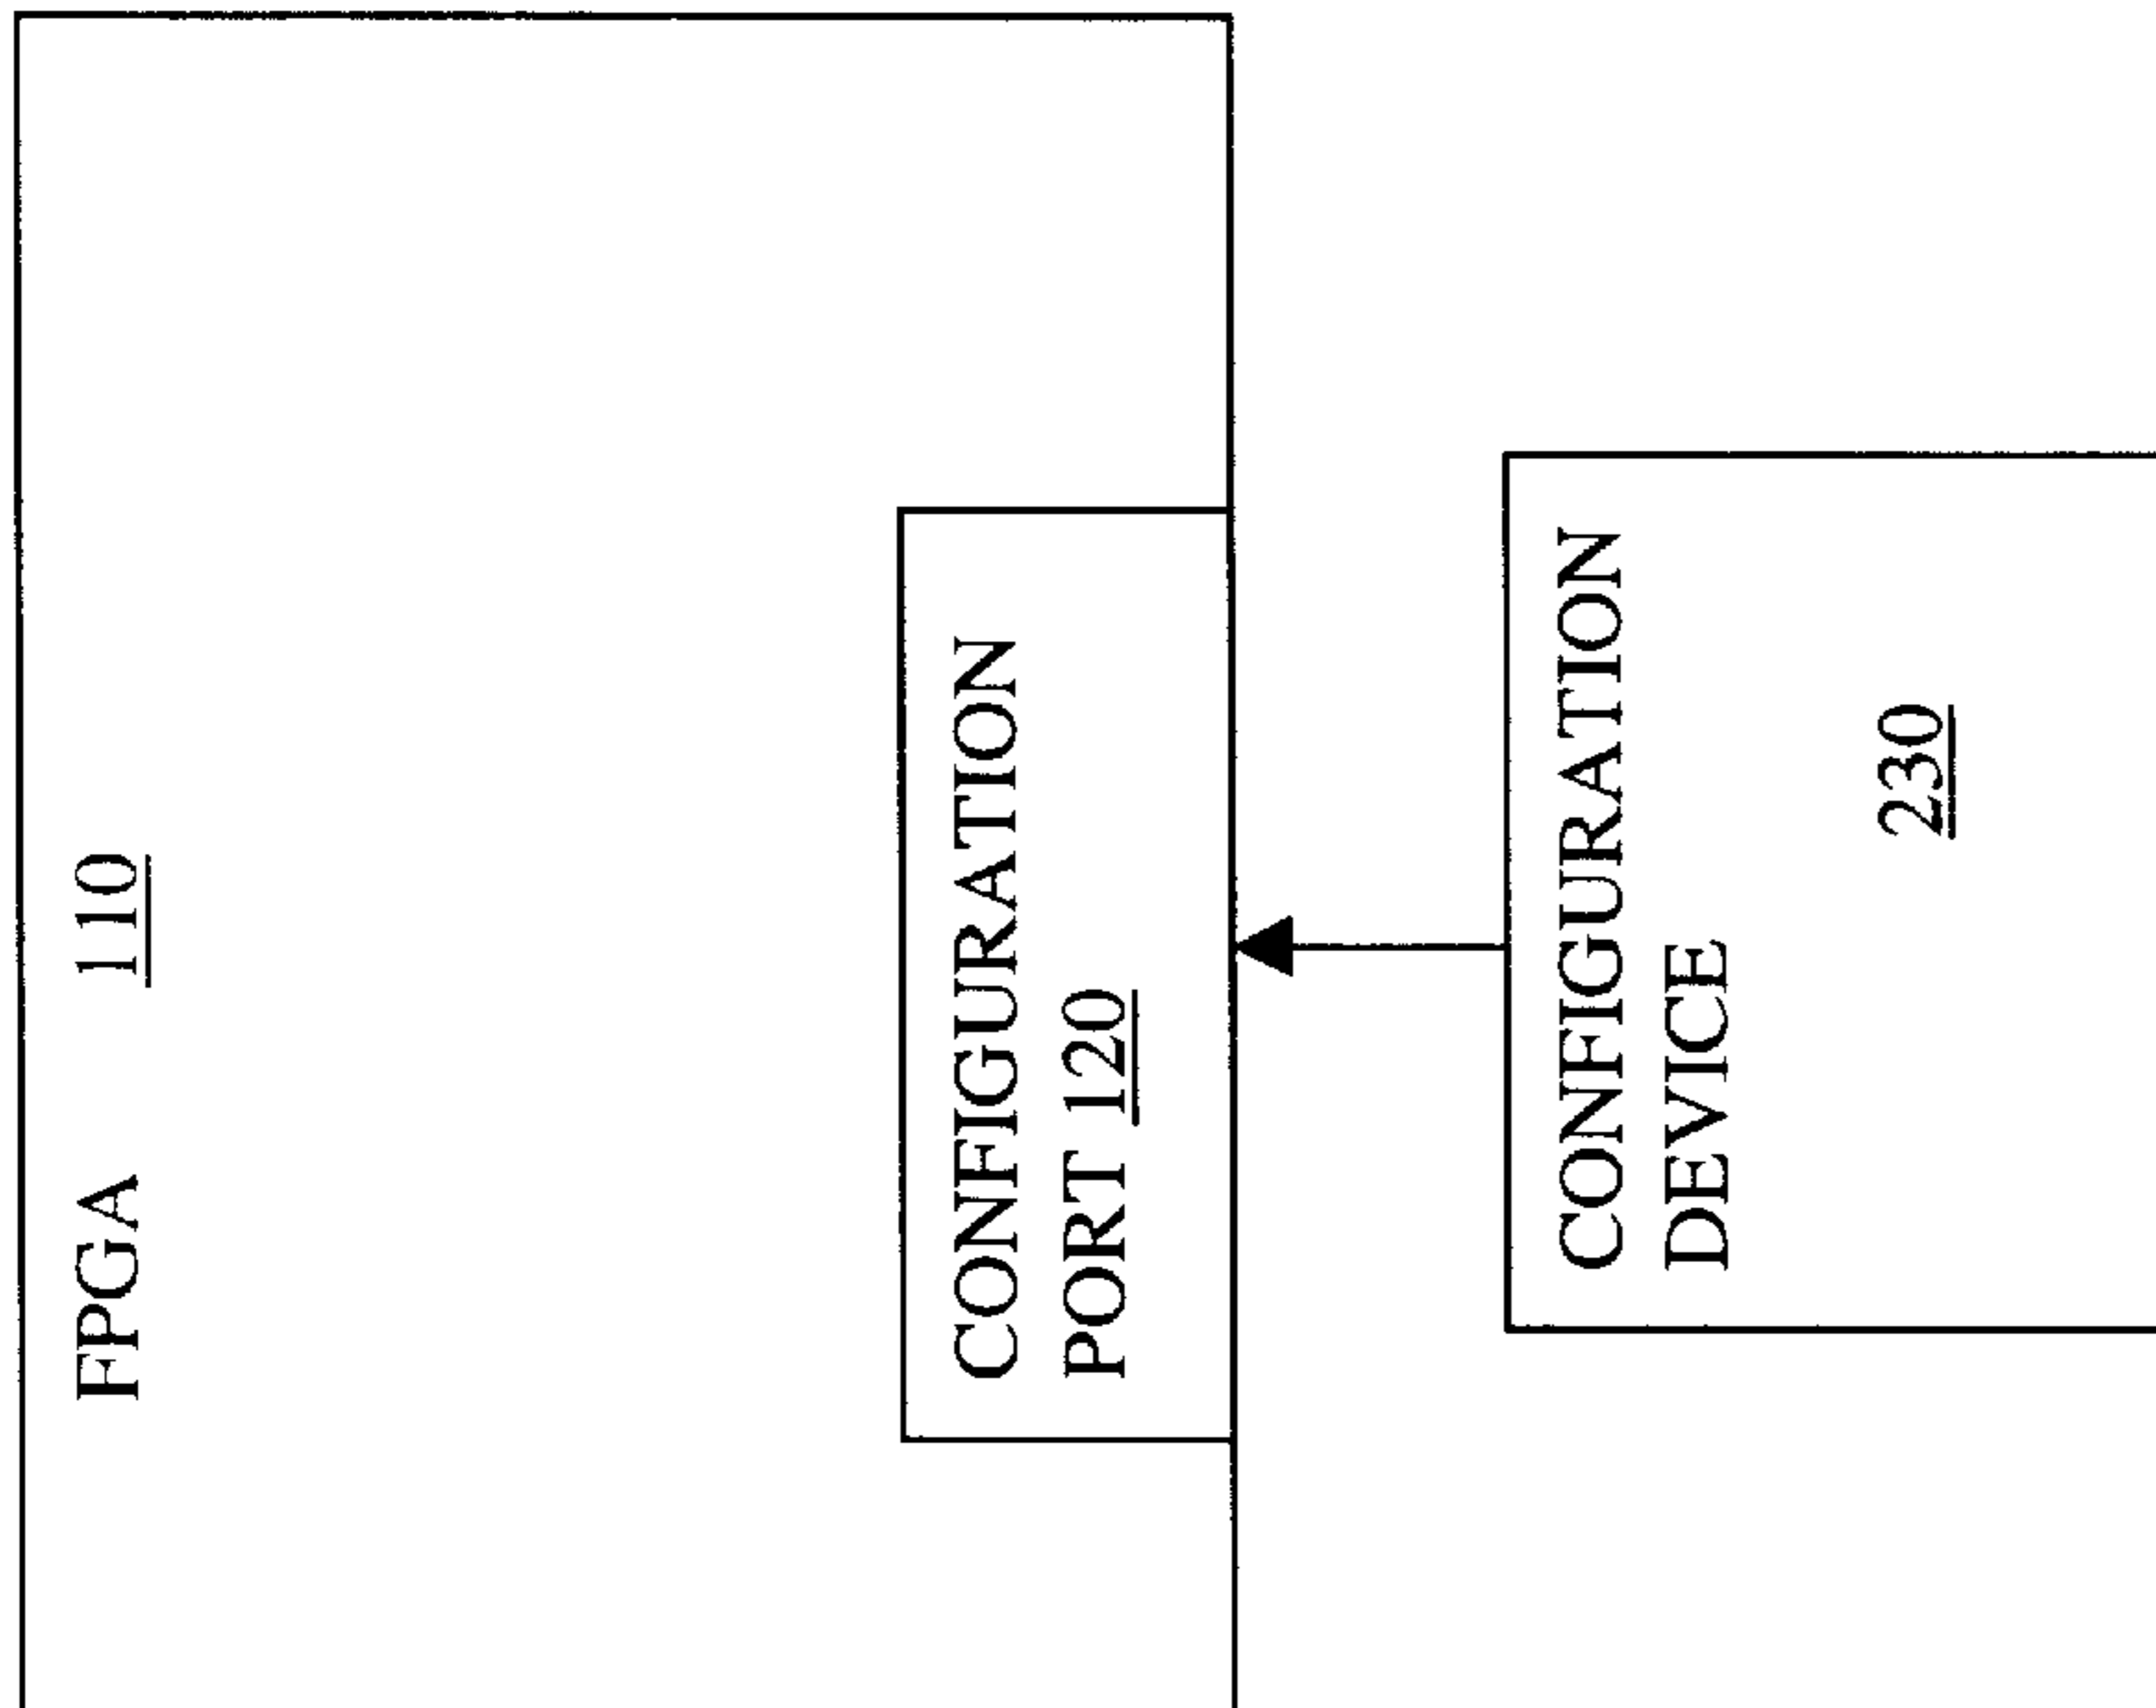 FPGA 110
CONFIGURATION
PORT 120
CONFIGURATION
DEVICE
230